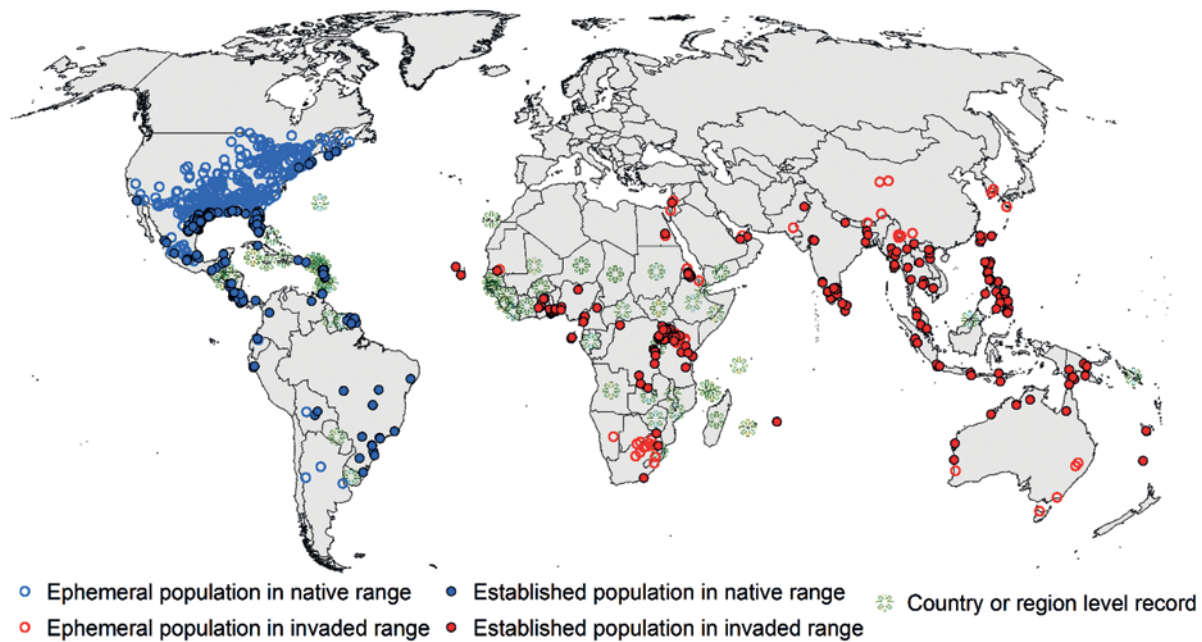 Ephemeral population in native range
Established population in native range
Country or region level record
Ephemeral population in invaded range
Established population in invaded range